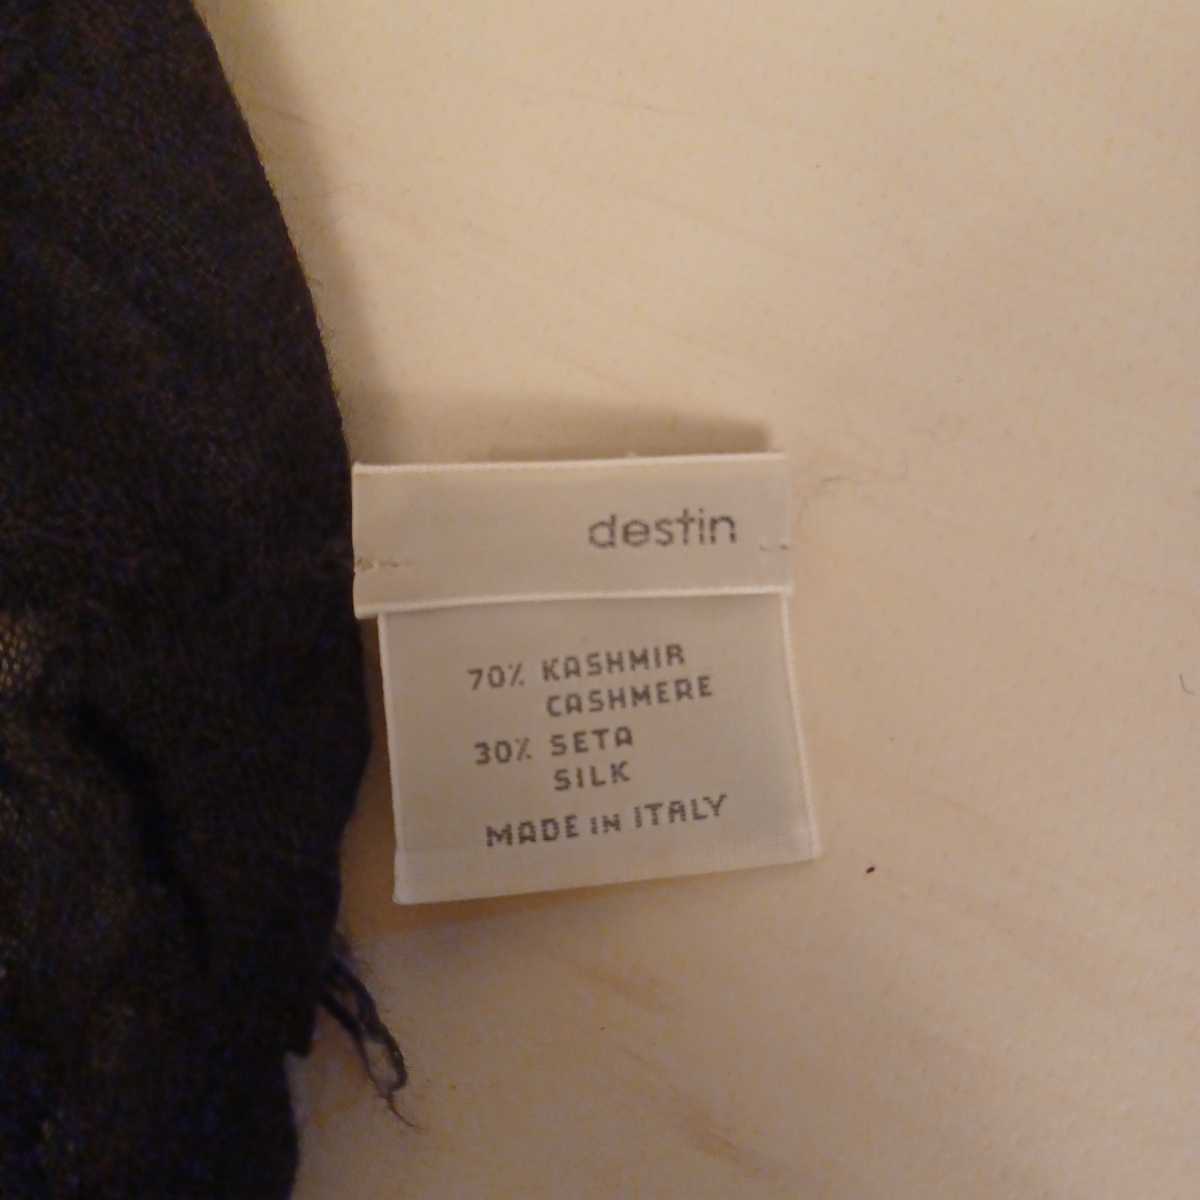 destin
70% KASHMIR
CASHMERE
30% SETA
SILK
MADE IN ITALY